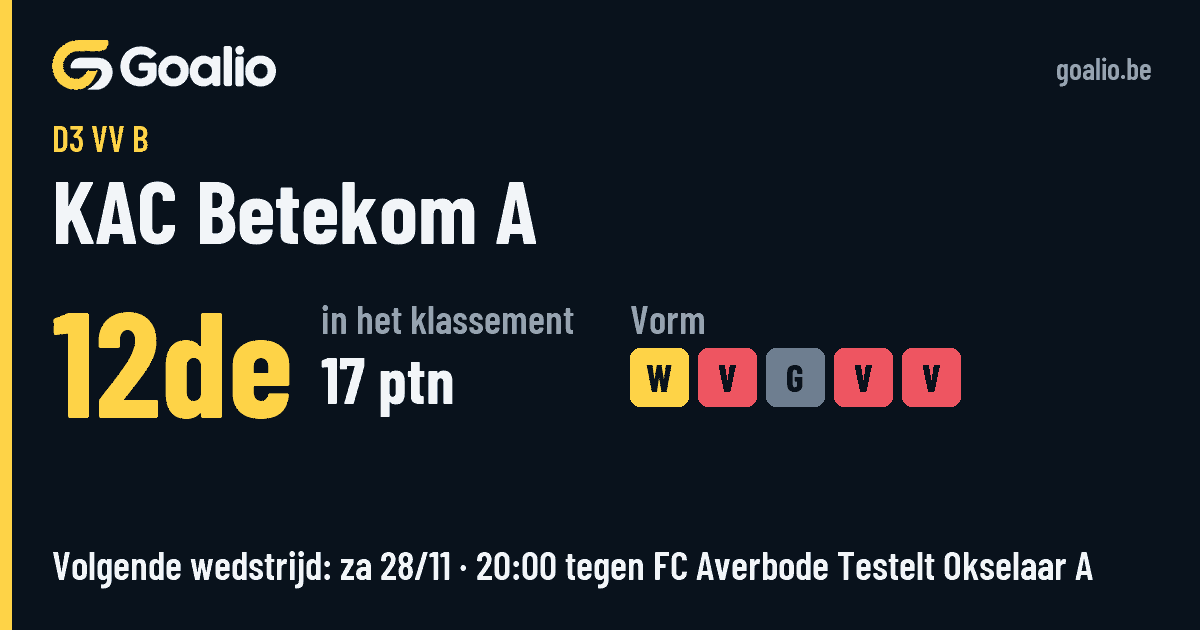 Goalio
goalio.be
D3 VV B
KAC Betekom A
12de
in het klassement
17 ptn
Vorm
W V G V V
Volgende wedstrijd: za 28/11 · 20:00 tegen FC Averbode Testelt Okselaar A